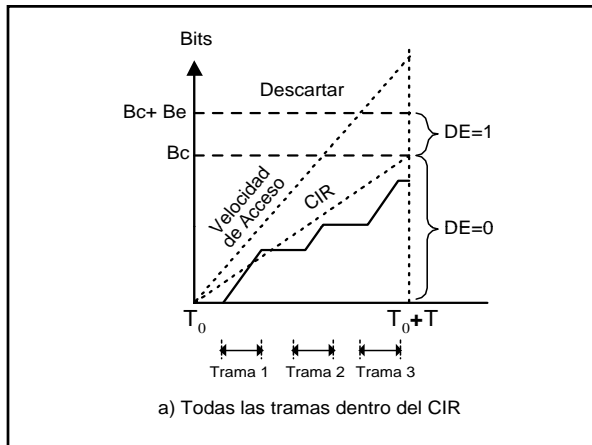 Bits
Descartar
Bc+ Be
DE=1
Bc
Velocidad
de Acceso
CIR
DE=0
T0
T0+T
Trama 1
Trama 2
Trama 3
a) Todas las tramas dentro del CIR